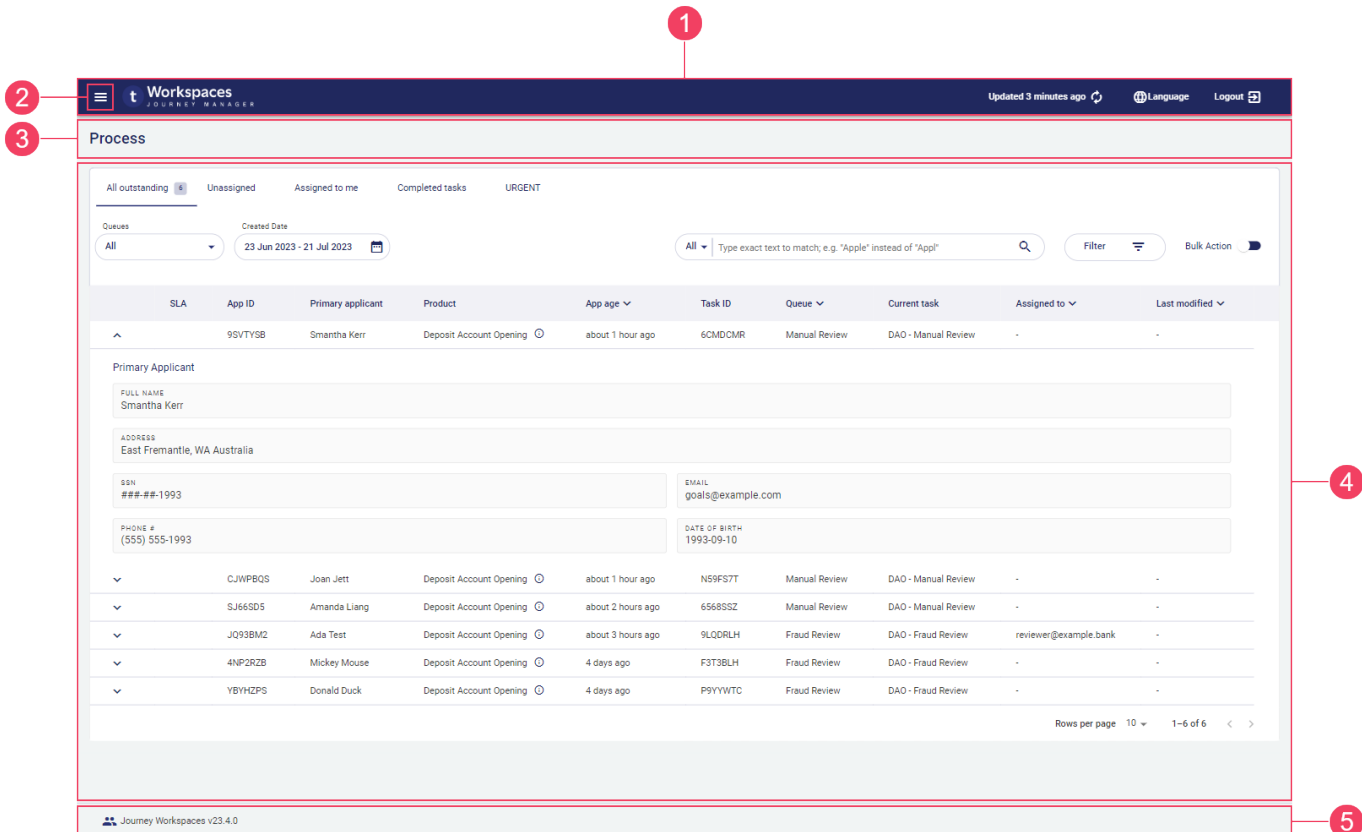 1
2
t Workspaces
JOURNEY MANAGER
Updated 3 minutes ago
Language
Logout
3
Process
All outstanding 6 Unassigned Assigned to me Completed tasks URGENT
Queues Created Date
All 23 Jun 2023 - 21 Jul 2023 All Type exact text to match; e.g. "Apple" instead of "Appl" Filter Bulk Action
SLA App ID Primary applicant Product App age Task ID Queue Current task Assigned to Last modified
9SVTYSB Smantha Kerr Deposit Account Opening about 1 hour ago 6CMDCMR Manual Review DAO - Manual Review - -
Primary Applicant
FULL NAME
Smantha Kerr
ADDRESS
East Fremantle, WA Australia
SSN
###-##-1993
EMAIL
goals@example.com
4
PHONE #
(555) 555-1993
DATE OF BIRTH
1993-09-10
CJWPBQS Joan Jett Deposit Account Opening about 1 hour ago N59FS7T Manual Review DAO - Manual Review - -
SJ66SD5 Amanda Liang Deposit Account Opening about 2 hours ago 6568SSZ Manual Review DAO - Manual Review - -
JQ93BM2 Ada Test Deposit Account Opening about 3 hours ago 9LQDRLH Fraud Review DAO - Fraud Review reviewer@example.bank -
4NP2RZB Mickey Mouse Deposit Account Opening 4 days ago F3T3BLH Fraud Review DAO - Fraud Review - -
YBYHZPS Donald Duck Deposit Account Opening 4 days ago P9YYWTC Fraud Review DAO - Fraud Review - -
Rows per page 10 1–6 of 6
Journey Workspaces v23.4.0
5